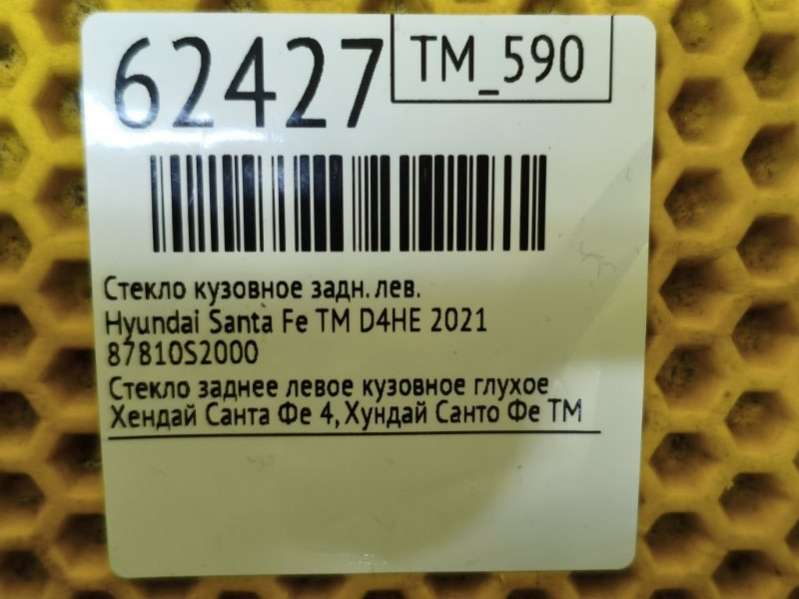 62427
TM_590
Стекло кузовное задн. лев.
Hyundai Santa Fe TM D4HE 2021
87810S2000
Стекло заднее левое кузовное глухое
Хендай Санта Фе 4, Хундай Санто Фе ТМ